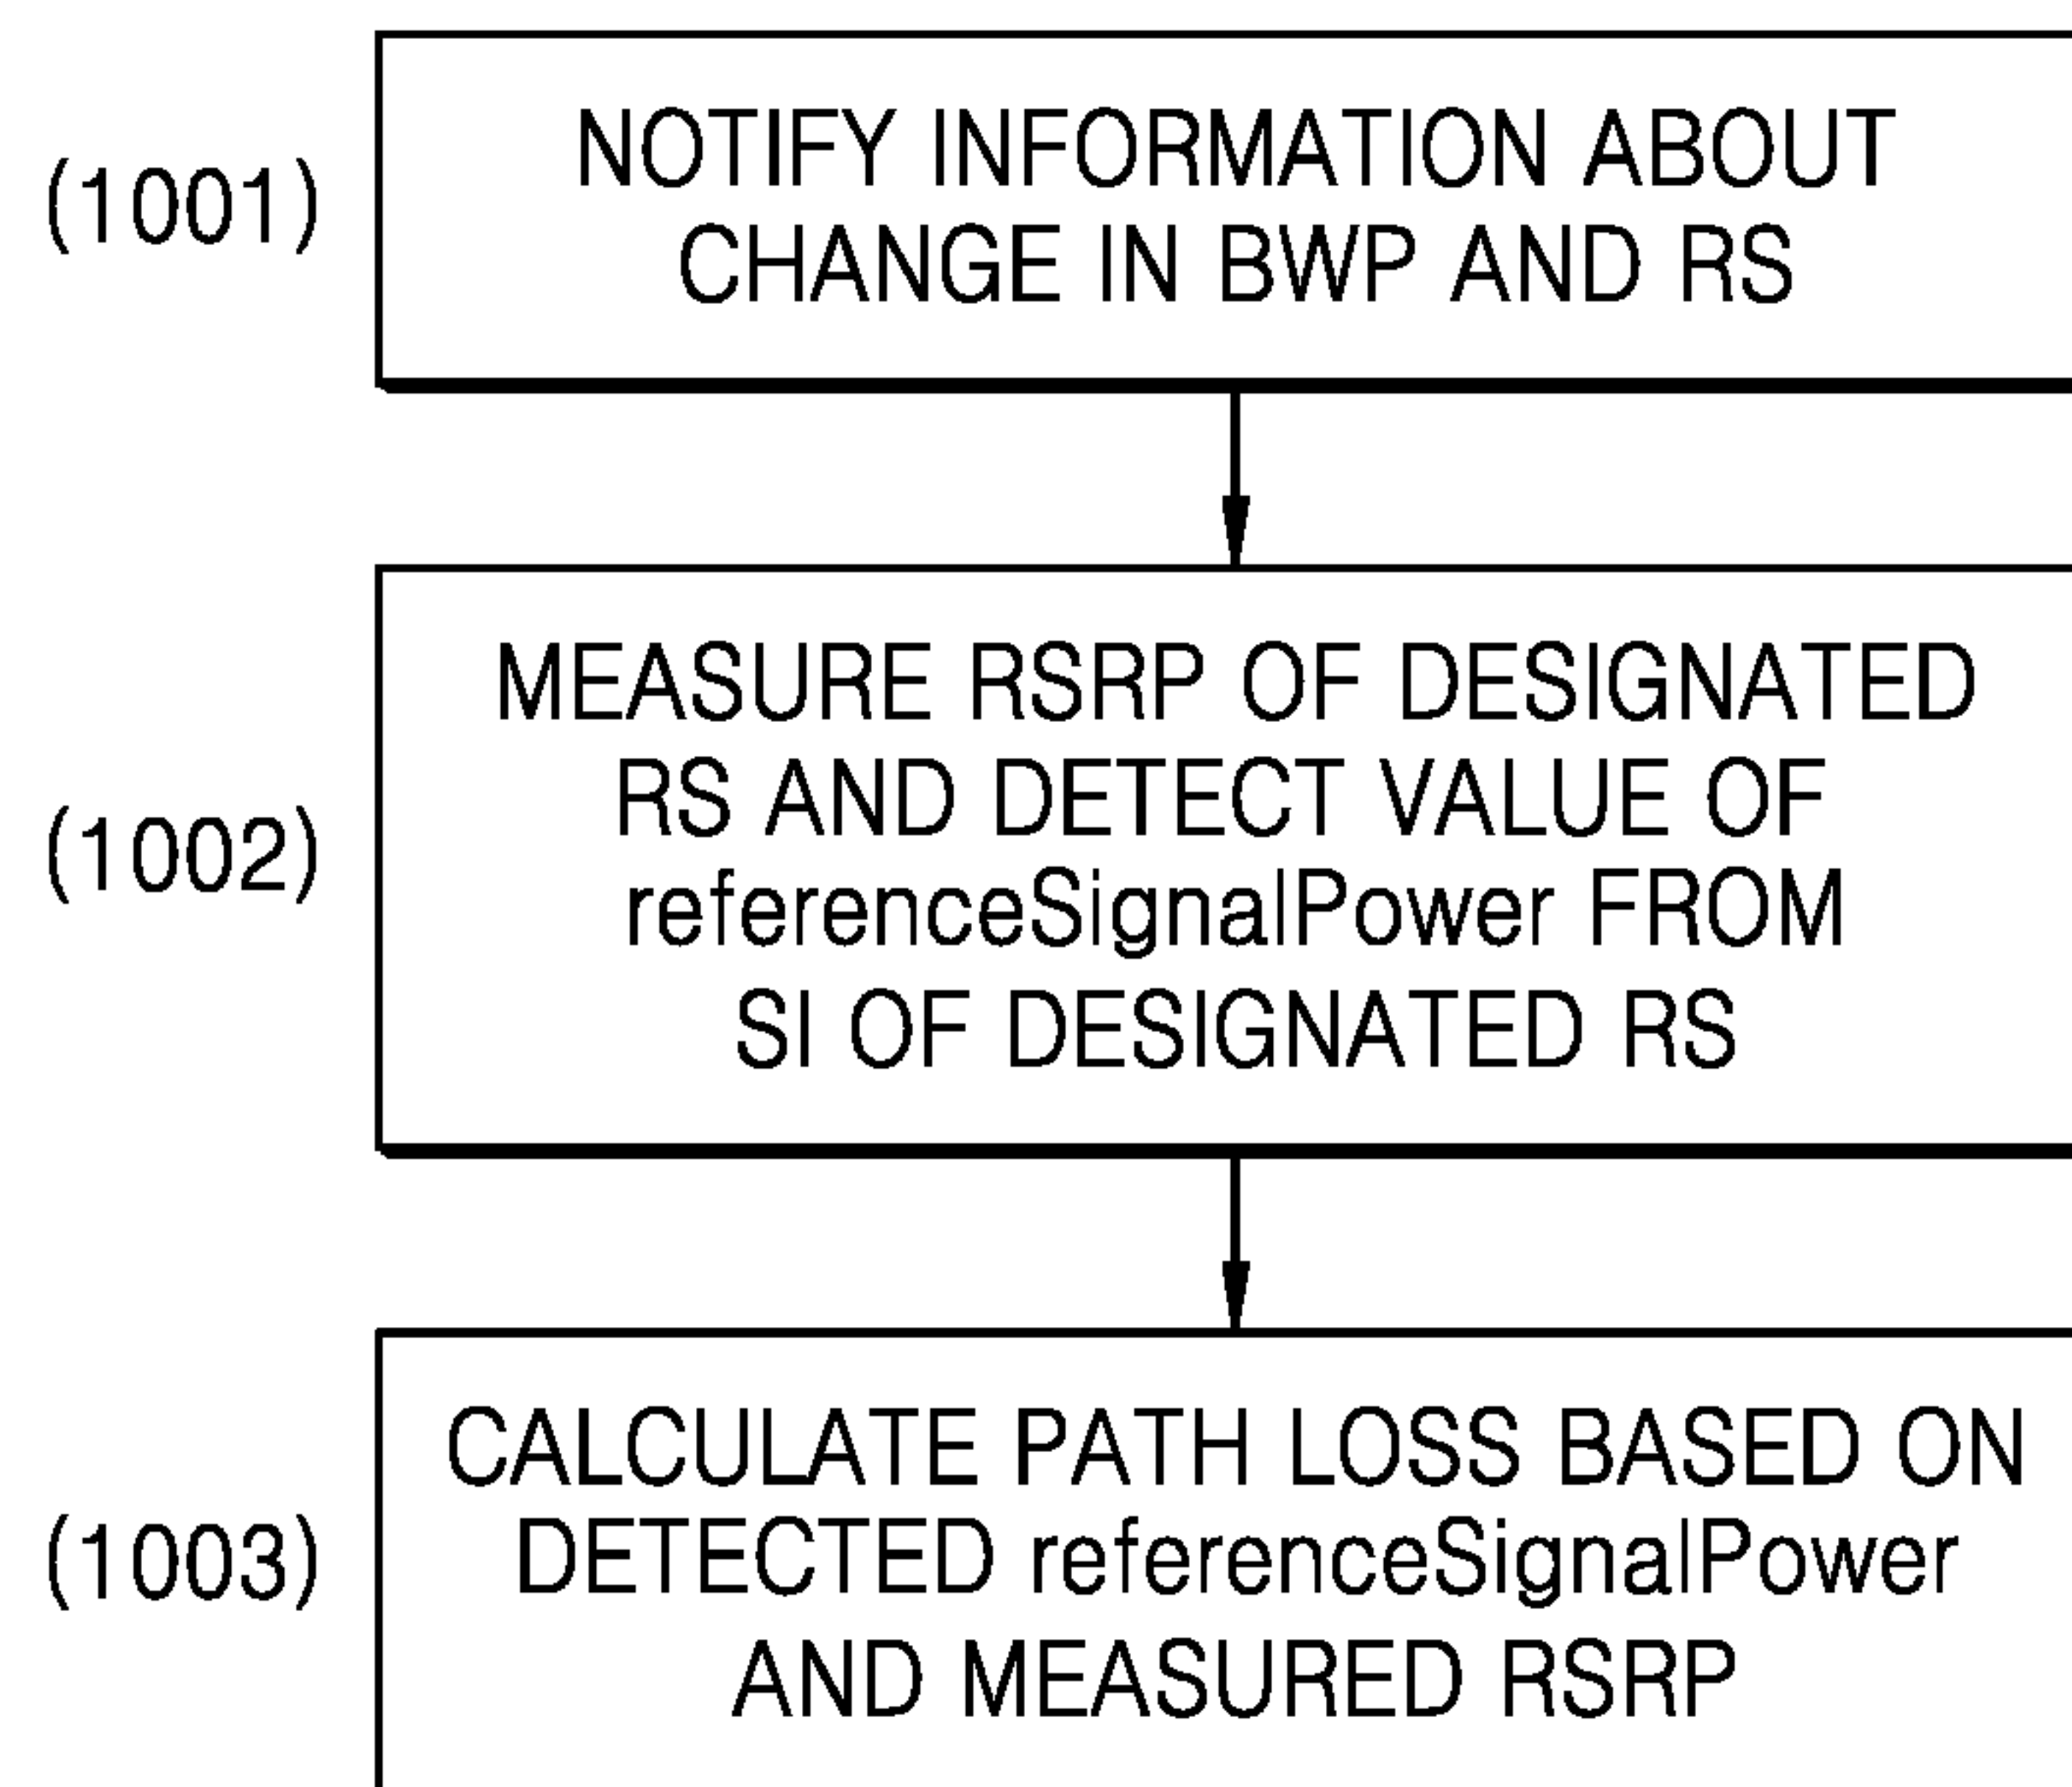 (1001)
NOTIFY INFORMATION ABOUT
CHANGE IN BWP AND RS
(1002)
MEASURE RSRP OF DESIGNATED
RS AND DETECT VALUE OF
referenceSignalPower FROM
SI OF DESIGNATED RS
(1003)
CALCULATE PATH LOSS BASED ON
DETECTED referenceSignalPower
AND MEASURED RSRP